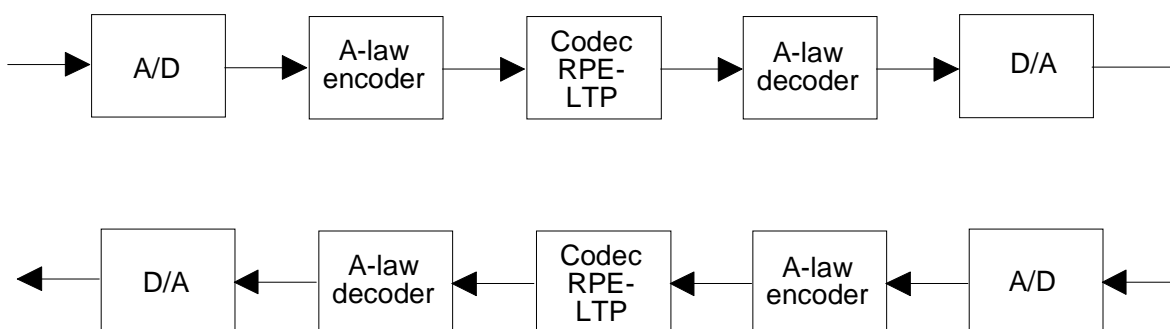 A/D
A-law
encoder
Codec
RPE-
LTP
A-law
decoder
D/A
D/A
A-law
decoder
Codec
RPE-
LTP
A-law
encoder
A/D